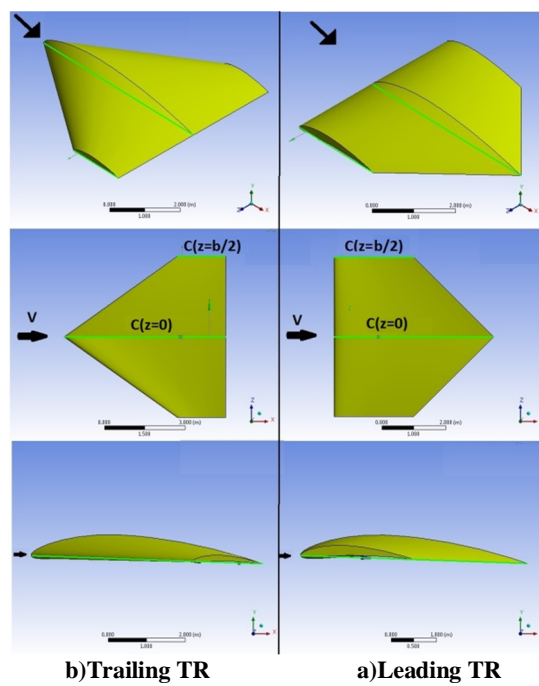 0.000 2.000 (m)
1.000
Y
Z X
0.000 2.000 (m)
1.000
Y
Z X
C(z=b/2)
C(z=0)
V
3.000 (m)
1.500
Z
X
C(z=b/2)
C(z=0)
V
0.000 2.000 (m)
1.000
Z
X
0.000 2.000 (m)
1.000
Y
X
0.000 1.000 (m)
0.500
Y
X
b)Trailing TR a)Leading TR